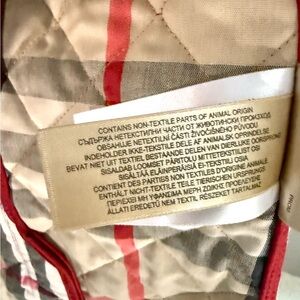 CONTAINS NON-TEXTILE PARTS OF ANIMAL ORIGIN
СЪДЪРЖА НЕТЕКСТИЛНИ ЧАСТИ ОТ ЖИВОТИНСКИ ПРОИЗХОД
OBSAHUJE NETEXTILNÍ ČÁSTI ŽIVOČIŠNÉHO PŮVODU
INDEHOLDER IKKE-TEKSTILE DELE AF ANIMALSK OPRINDELSE
BEVAT NIET UIT TEXTIEL BESTAANDE DELEN VAN DIERLIJKE OORSPRONG
SISALDAB LOOMSET PÄRITOLU MITTETEKSTIILIST OSI
SISÄLTÄÄ ELÄINPERÄISIÄ EI-TEKSTIILIOSIA
CONTIENT DES PARTIES NON TEXTILES D'ORIGINE ANIMALE
ENTHÄLT NICHT-TEXTILE TEILE TIERISCHEN URSPRUNGS
ΠΕΡΙΕΧΕΙ ΜΗ ΥΦΑΝΣΙΜΑ ΜΕΡΗ ΖΩΙΚΗΣ ΠΡΟΕΛΕΥΣΗΣ
ÁLLATI EREDETŰ NEM TEXTIL RÉSZEKET TARTALMAZ